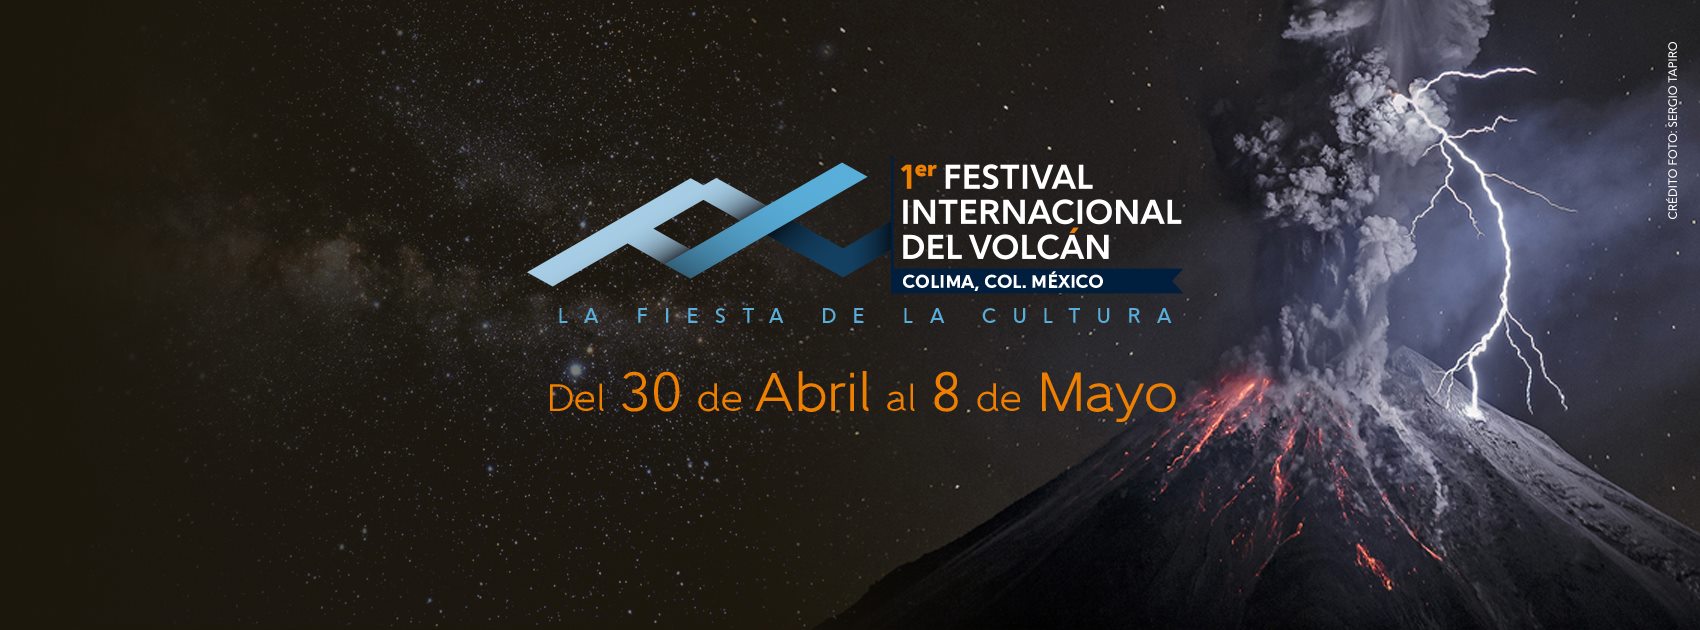 1er FESTIVAL
INTERNACIONAL
DEL VOLCÁN
COLIMA, COL. MÉXICO
LA FIESTA DE LA CULTURA
Del 30 de Abril al 8 de Mayo
CRÉDITO FOTO: SERGIO TAPIRO